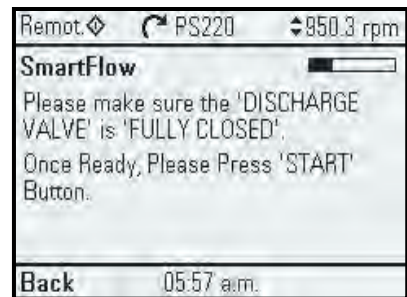 Remot. PS220 950.3 rpm
SmartFlow
Please make sure the 'DISCHARGE
VALVE' is 'FULLY CLOSED'.
Once Ready, Please Press 'START'
Button.
Back 05:57 a.m.